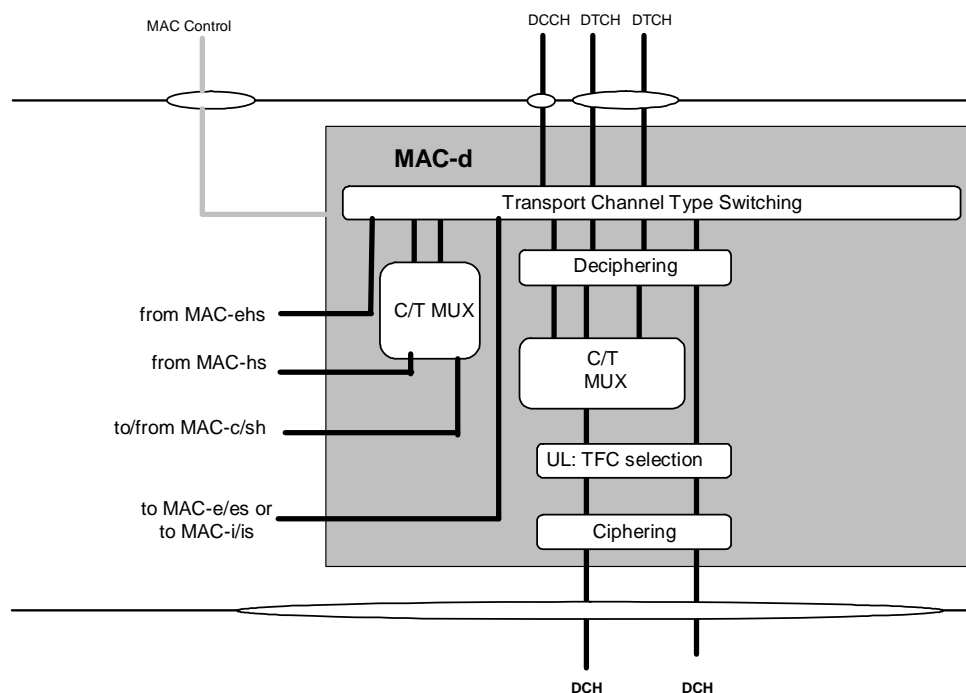 MAC Control
DCCH DTCH DTCH
MAC-d
Transport Channel Type Switching
Deciphering
from MAC-ehs
C/T MUX
from MAC-hs
C/T
MUX
to/from MAC-c/sh
UL: TFC selection
to MAC-e/es or
to MAC-i/is
Ciphering
DCH DCH